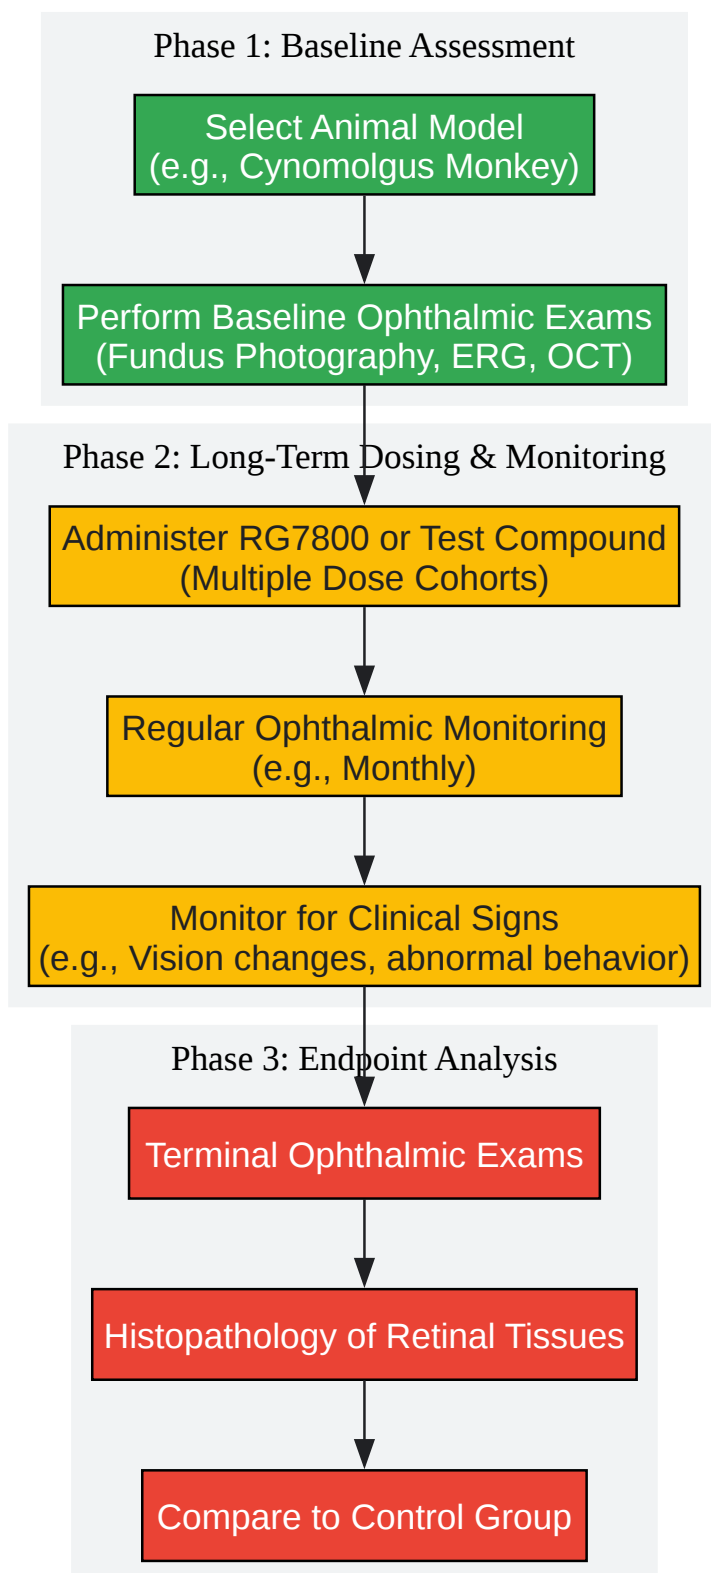 Phase 1: Baseline Assessment
Select Animal Model
(e.g., Cynomolgus Monkey)
Perform Baseline Ophthalmic Exams
(Fundus Photography, ERG, OCT)
Phase 2: Long-Term Dosing & Monitoring
Administer RG7800 or Test Compound
(Multiple Dose Cohorts)
Regular Ophthalmic Monitoring
(e.g., Monthly)
Monitor for Clinical Signs
(e.g., Vision changes, abnormal behavior)
Phase 3: Endpoint Analysis
Terminal Ophthalmic Exams
Histopathology of Retinal Tissues
Compare to Control Group